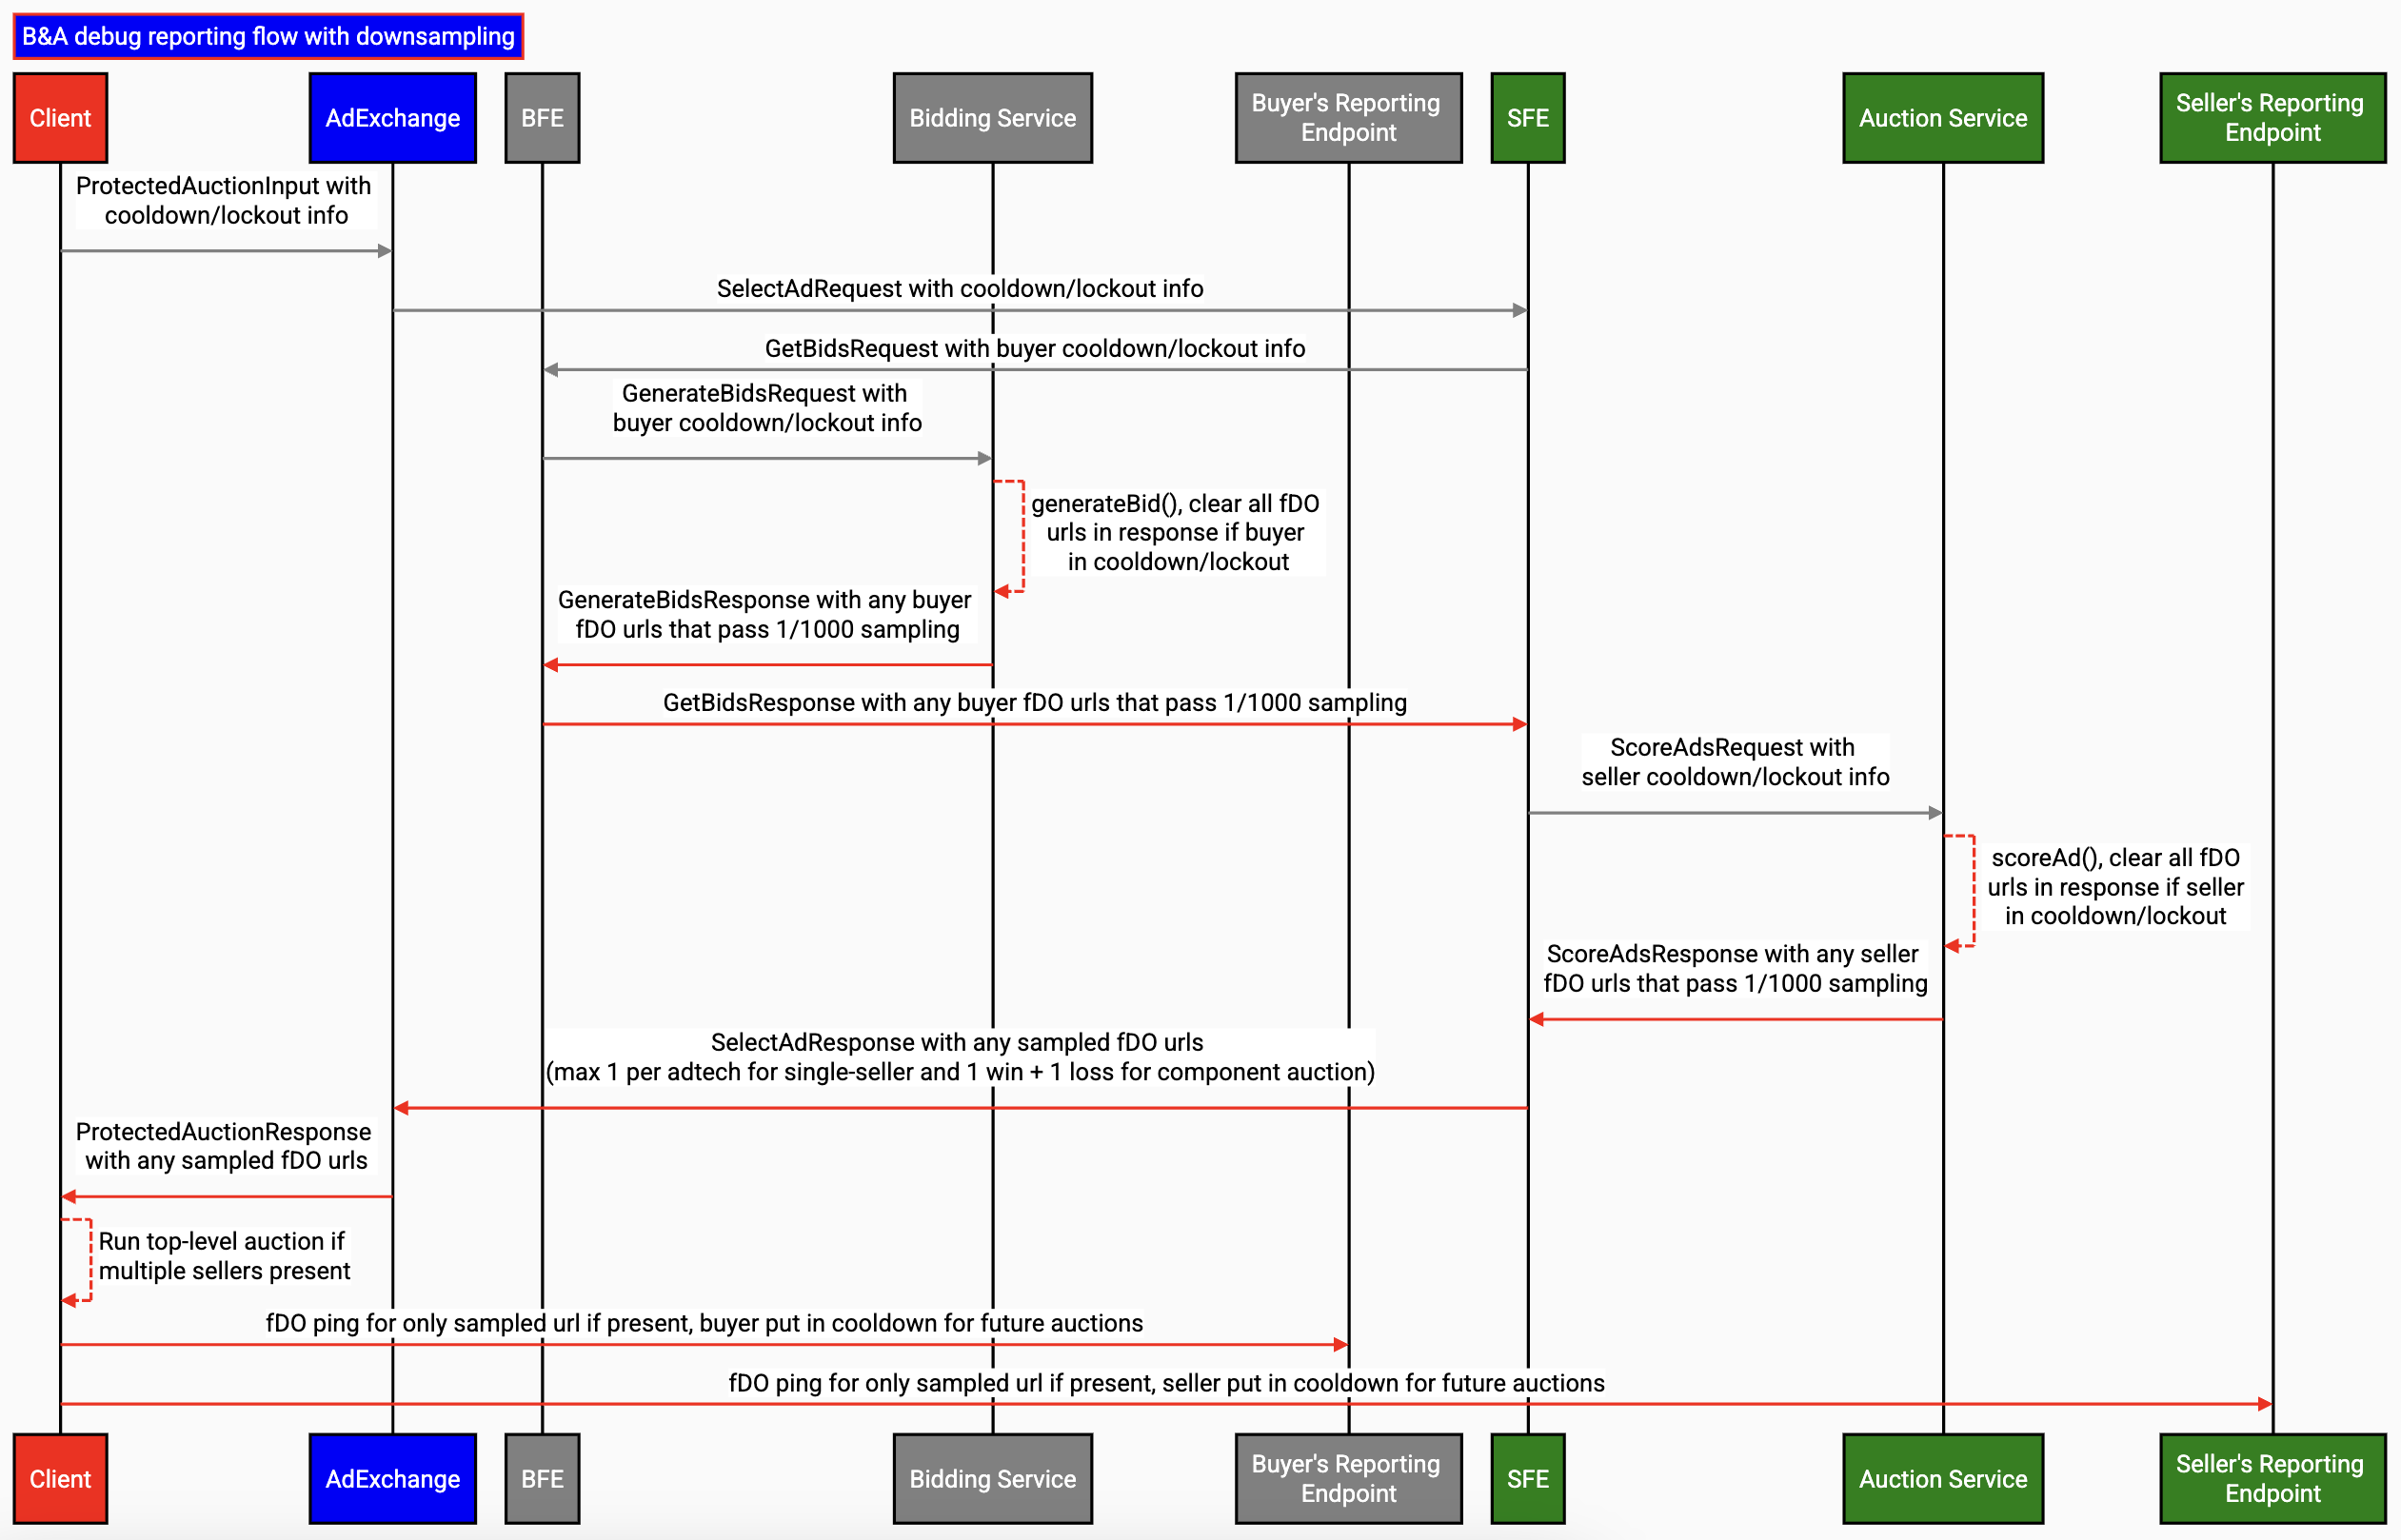 B&A debug reporting flow with downsampling
Client
AdExchange
BFE
Bidding Service
Buyer's Reporting
Endpoint
SFE
Auction Service
Seller's Reporting
Endpoint
ProtectedAuctionInput with
cooldown/lockout info
SelectAdRequest with cooldown/lockout info
GetBidsRequest with buyer cooldown/lockout info
GenerateBidsRequest with
buyer cooldown/lockout info
generateBid(), clear all fDO
urls in response if buyer
in cooldown/lockout
GenerateBidsResponse with any buyer
fDO urls that pass 1/1000 sampling
GetBidsResponse with any buyer fDO urls that pass 1/1000 sampling
ScoreAdsRequest with
seller cooldown/lockout info
scoreAd(), clear all fDO
urls in response if seller
in cooldown/lockout
ScoreAdsResponse with any seller
fDO urls that pass 1/1000 sampling
SelectAdResponse with any sampled fDO urls
(max 1 per adtech for single-seller and 1 win + 1 loss for component auction)
ProtectedAuctionResponse
with any sampled fDO urls
Run top-level auction if
multiple sellers present
fDO ping for only sampled url if present, buyer put in cooldown for future auctions
fDO ping for only sampled url if present, seller put in cooldown for future auctions
Client
AdExchange
BFE
Bidding Service
Buyer's Reporting
Endpoint
SFE
Auction Service
Seller's Reporting
Endpoint